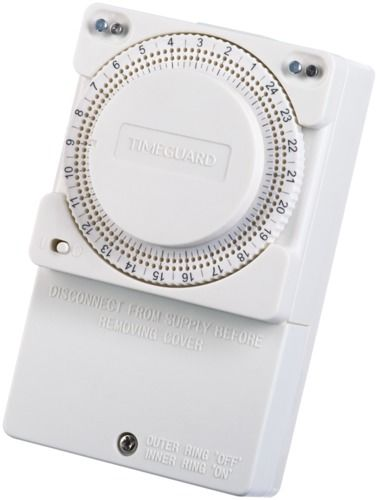 1 2 3 4 5 6 7 8 9 10 11 12 13 14 15 16 17 18 19 20 21 22 23 24
TIMEGUARD
DISCONNECT FROM SUPPLY BEFORE
REMOVING COVER
OUTER RING "OFF"
INNER RING "ON"